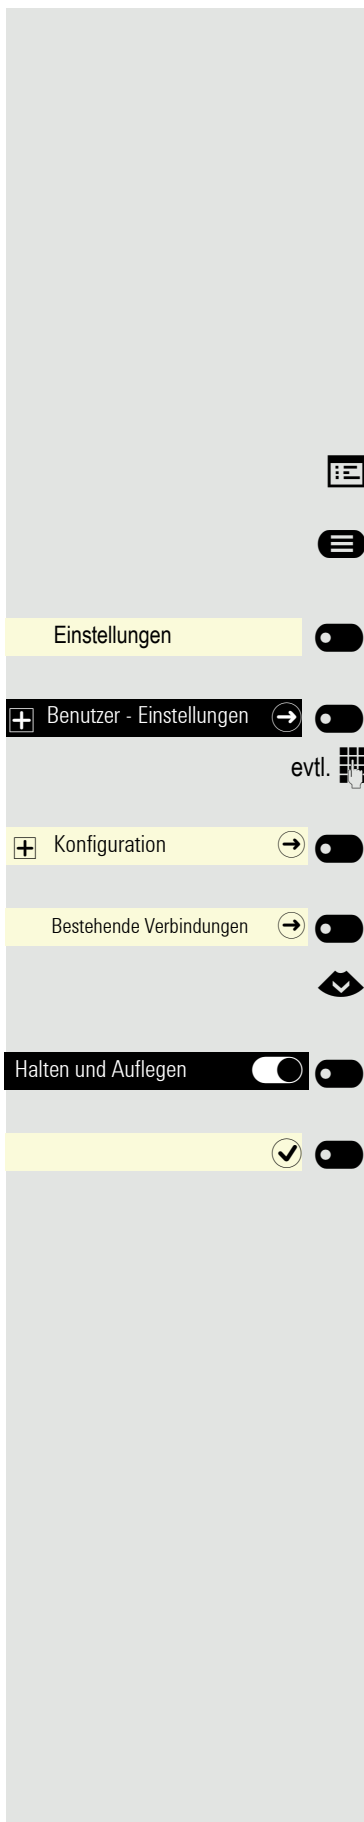 Einstellungen
Benutzer - Einstellungen
evtl.
Konfiguration
Bestehende Verbindungen
Halten und Auflegen